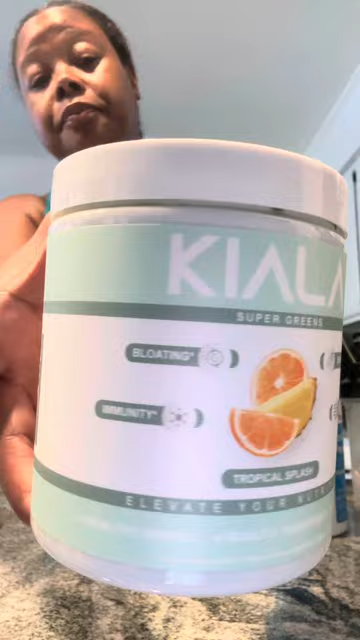 KIALA
SUPER GREENS
BLOATING*
IMMUNITY*
TROPICAL SPLASH
ELEVATE YOUR